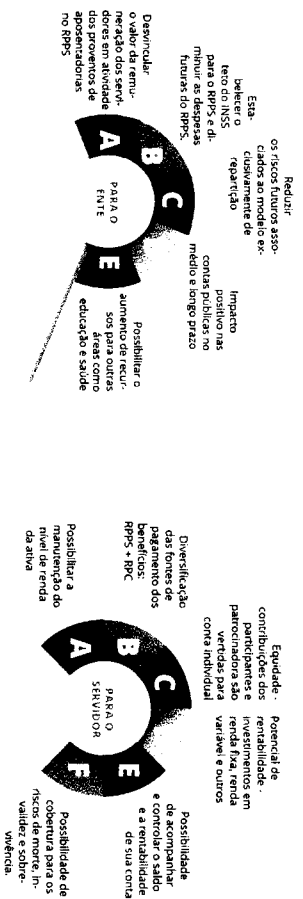 Desvincular
o valor da remu-
neração dos servi-
dores em atividade
dos proventos de
aposentadorias
no RPPS
Esta-
belecer o
teto do INSS
para o RPPS e di-
minuir as despesas
futuras do RPPS.
Reduzir
os riscos futuros asso-
ciados ao modelo ex-
clusivamente de
repartição
Impacto
positivo nas
contas públicas no
médio e longo prazo
Possibilitar o
aumento de recur-
sos para outras
áreas como
educação e saúde
A
B
C
E
PARA O
ENTE
Possibilitar a
manutenção do
nível de renda
da ativa
Diversificação
das fontes de
pagamento dos
benefícios:
RPPS + RPC
Equidade -
contribuições dos
participantes e
patrocinadora são
vertidas para
conta individual
Potencial de
rentabilidade -
investimentos em
renda fixa, renda
variável e outros
Possibilidade
de acompanhar
e controlar o saldo
e a rentabilidade
de sua conta
Possibilidade de
cobertura para os
riscos de morte, in-
validez e sobre-
vivência.
A
B
C
E
F
PARA O
SERVIDOR